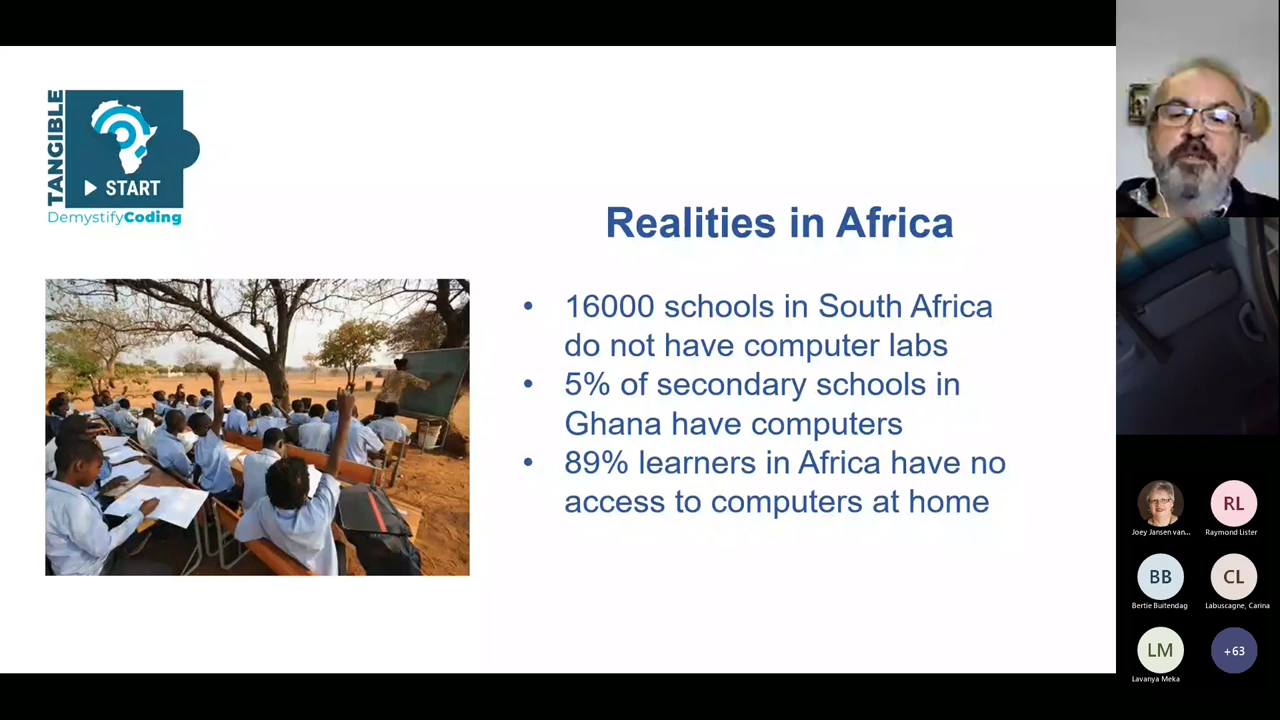 TANGIBLE
START
DemystifyCoding
Realities in Africa
• 16000 schools in South Africa
do not have computer labs
• 5% of secondary schools in
Ghana have computers
• 89% learners in Africa have no
access to computers at home
RL
Joey Jansen van...
Raymond Lister
BB
CL
Bertie Buitendag
Labuscagne, Carina
LM
+63
Lavanya Meka